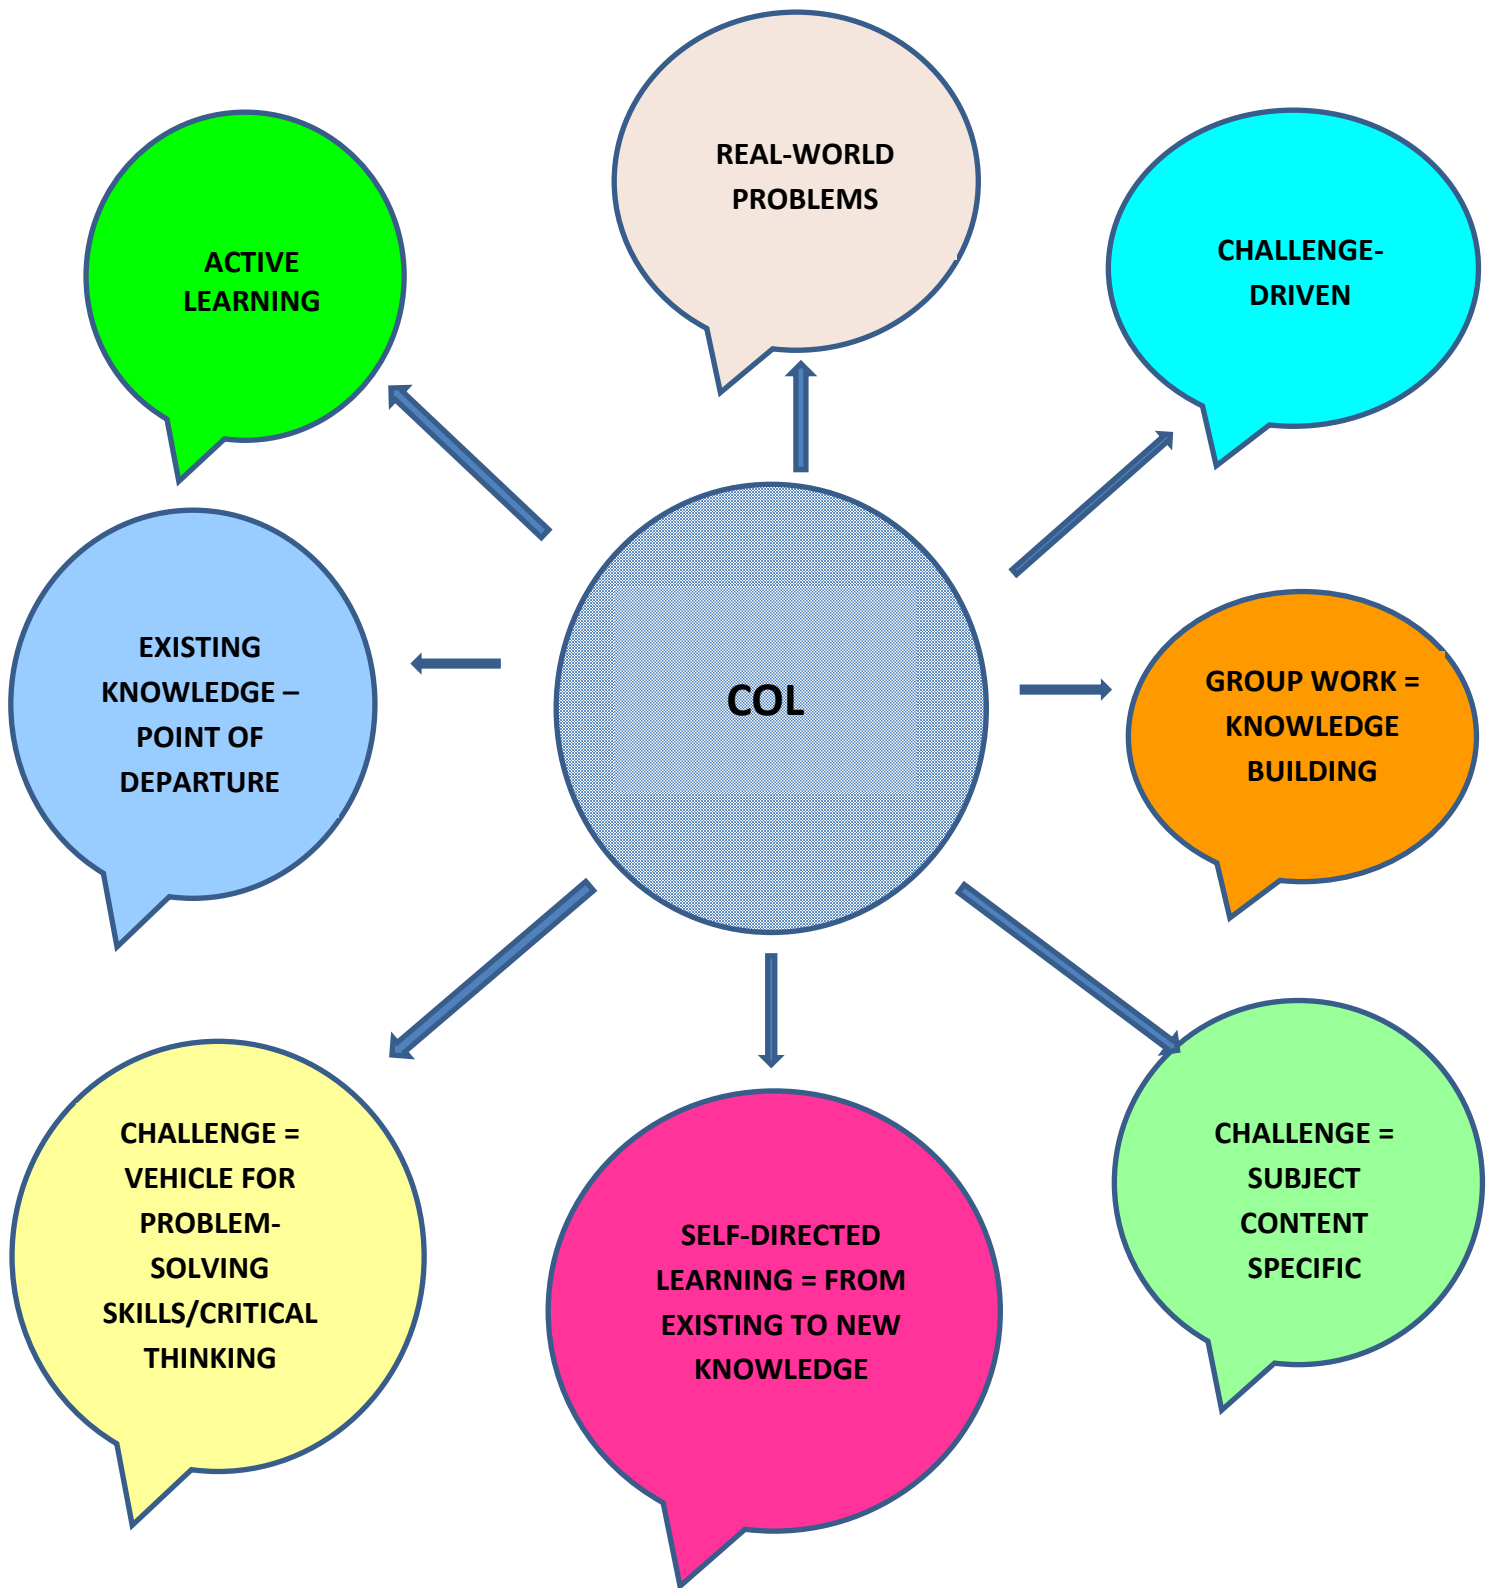 REAL-WORLD
PROBLEMS
CHALLENGE-
DRIVEN
ACTIVE
LEARNING
EXISTING
KNOWLEDGE –
POINT OF
DEPARTURE
COL
GROUP WORK =
KNOWLEDGE
BUILDING
CHALLENGE =
VEHICLE FOR
PROBLEM-
SOLVING
SKILLS/CRITICAL
THINKING
SELF-DIRECTED
LEARNING = FROM
EXISTING TO NEW
KNOWLEDGE
CHALLENGE =
SUBJECT
CONTENT
SPECIFIC